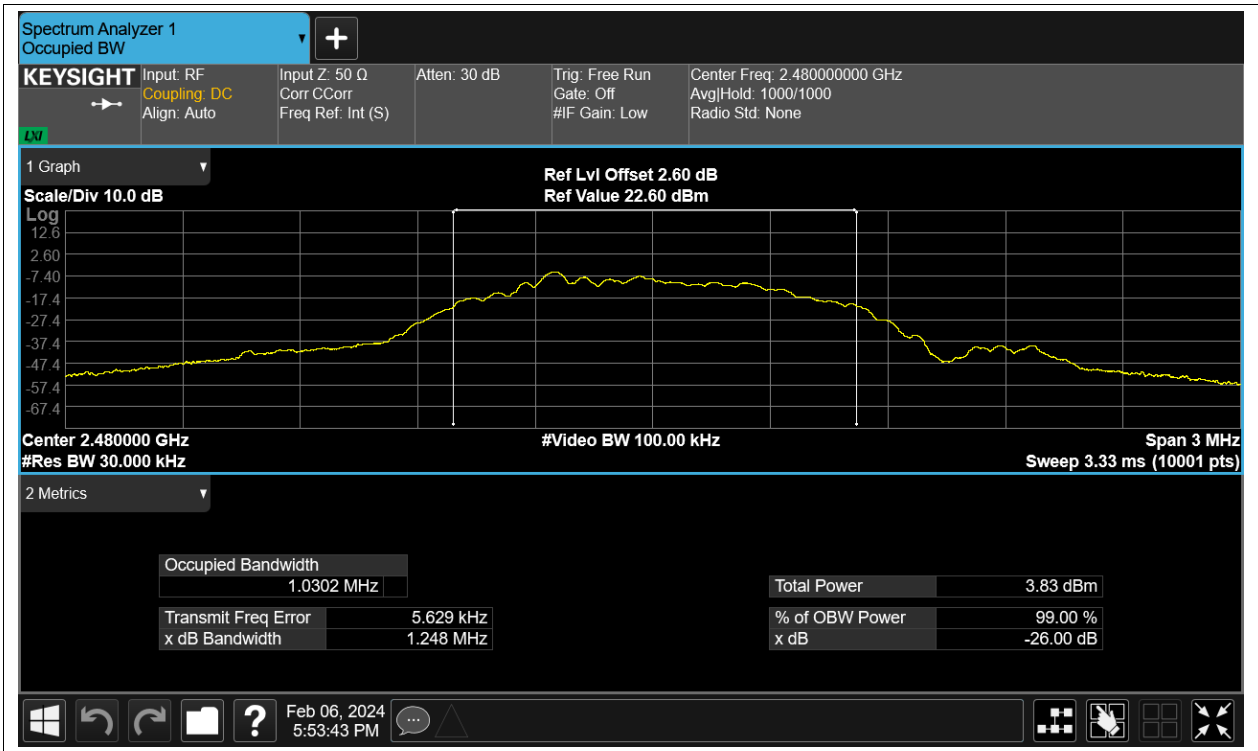 Spectrum Analyzer 1
Occupied BW
KEYSIGHT
LXI
Input: RF
Coupling: DC
Align: Auto
Input Z: 50 Ω
Corr CCorr
Freq Ref: Int (S)
Atten: 30 dB
Trig: Free Run
Gate: Off
#IF Gain: Low
Center Freq: 2.480000000 GHz
Avg|Hold: 1000/1000
Radio Std: None
1 Graph
Scale/Div 10.0 dB
Ref Lvl Offset 2.60 dB
Ref Value 22.60 dBm
Log
12.6
2.60
-7.40
-17.4
-27.4
-37.4
-47.4
-57.4
-67.4
Center 2.480000 GHz
#Video BW 100.00 kHz
Span 3 MHz
#Res BW 30.000 kHz
Sweep 3.33 ms (10001 pts)
2 Metrics
Occupied Bandwidth
1.0302 MHz
Total Power 3.83 dBm
Transmit Freq Error 5.629 kHz
% of OBW Power 99.00 %
x dB Bandwidth 1.248 MHz
x dB -26.00 dB
?
Feb 06, 2024
5:53:43 PM